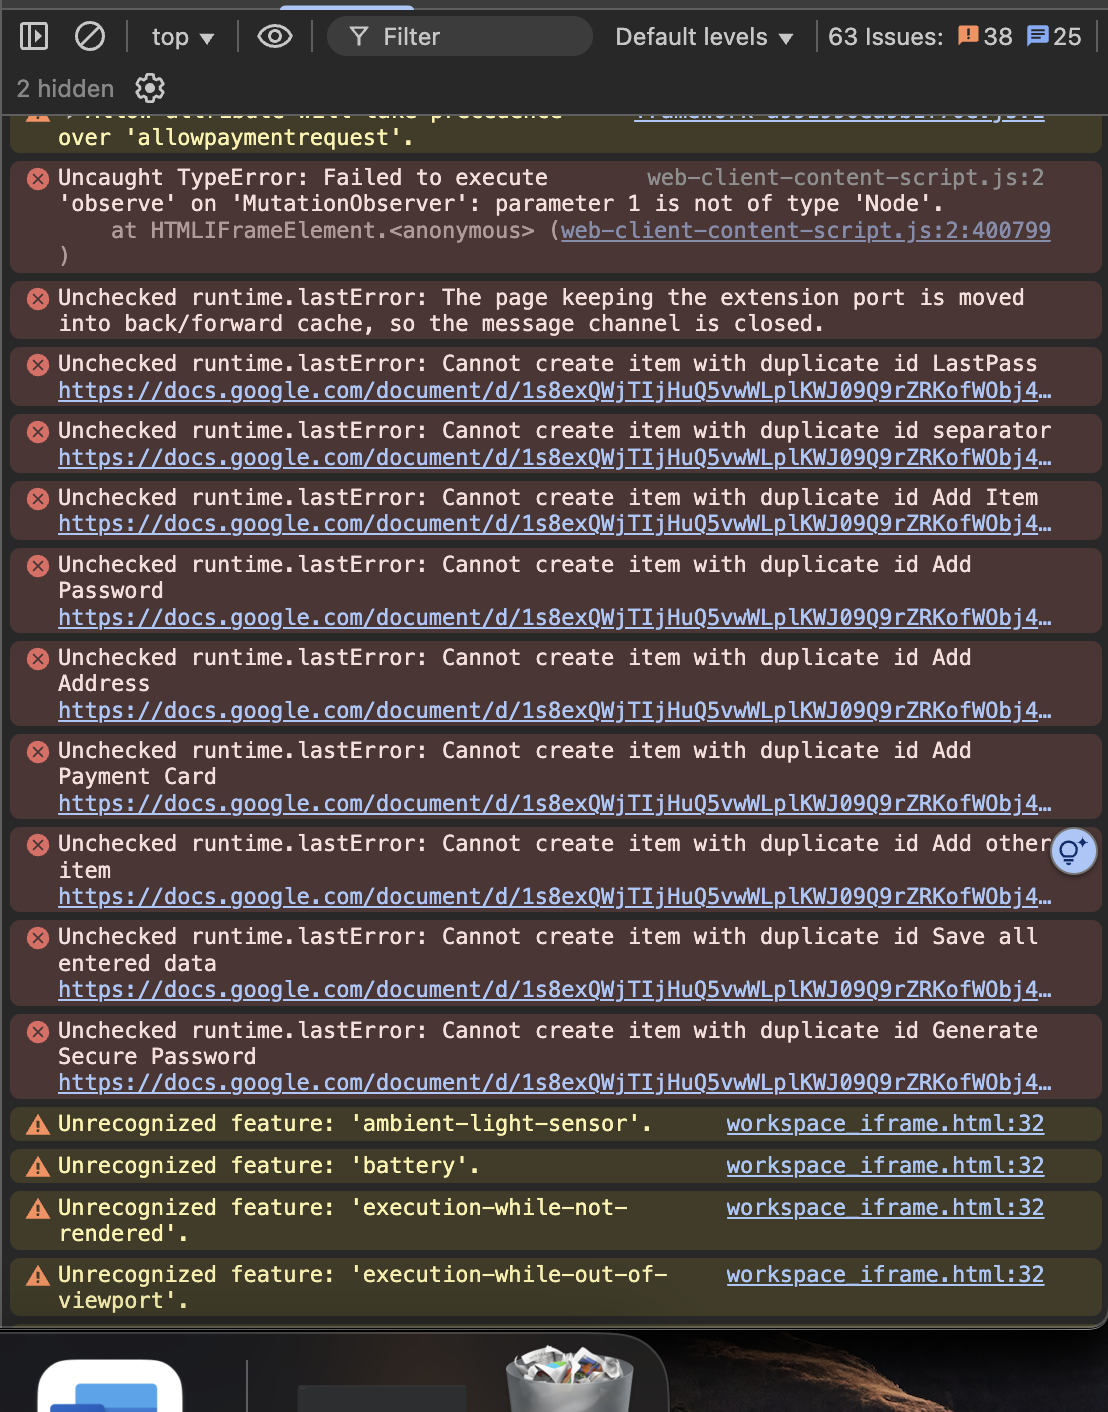 top
Filter
Default levels
63 Issues:
38
25
2 hidden
over 'allowpaymentrequest'.
Uncaught TypeError: Failed to execute
web-client-content-script.js:2
'observe' on 'MutationObserver': parameter 1 is not of type 'Node'.
at HTMLIFrameElement.<anonymous> (web-client-content-script.js:2:400799
)
Unchecked runtime.lastError: The page keeping the extension port is moved
into back/forward cache, so the message channel is closed.
Unchecked runtime.lastError: Cannot create item with duplicate id LastPass
https://docs.google.com/document/d/1s8exQWjTIjHuQ5vwWLplKWJ09Q9rZRKofWObj4…
Unchecked runtime.lastError: Cannot create item with duplicate id separator
https://docs.google.com/document/d/1s8exQWjTIjHuQ5vwWLplKWJ09Q9rZRKofWObj4…
Unchecked runtime.lastError: Cannot create item with duplicate id Add Item
https://docs.google.com/document/d/1s8exQWjTIjHuQ5vwWLplKWJ09Q9rZRKofWObj4…
Unchecked runtime.lastError: Cannot create item with duplicate id Add
Password
https://docs.google.com/document/d/1s8exQWjTIjHuQ5vwWLplKWJ09Q9rZRKofWObj4…
Unchecked runtime.lastError: Cannot create item with duplicate id Add
Address
https://docs.google.com/document/d/1s8exQWjTIjHuQ5vwWLplKWJ09Q9rZRKofWObj4…
Unchecked runtime.lastError: Cannot create item with duplicate id Add
Payment Card
https://docs.google.com/document/d/1s8exQWjTIjHuQ5vwWLplKWJ09Q9rZRKofWObj4…
Unchecked runtime.lastError: Cannot create item with duplicate id Add other
item
https://docs.google.com/document/d/1s8exQWjTIjHuQ5vwWLplKWJ09Q9rZRKofWObj4…
Unchecked runtime.lastError: Cannot create item with duplicate id Save all
entered data
https://docs.google.com/document/d/1s8exQWjTIjHuQ5vwWLplKWJ09Q9rZRKofWObj4…
Unchecked runtime.lastError: Cannot create item with duplicate id Generate
Secure Password
https://docs.google.com/document/d/1s8exQWjTIjHuQ5vwWLplKWJ09Q9rZRKofWObj4…
Unrecognized feature: 'ambient-light-sensor'.
workspace_iframe.html:32
Unrecognized feature: 'battery'.
workspace_iframe.html:32
Unrecognized feature: 'execution-while-not-
workspace_iframe.html:32
rendered'.
Unrecognized feature: 'execution-while-out-of-
workspace_iframe.html:32
viewport'.